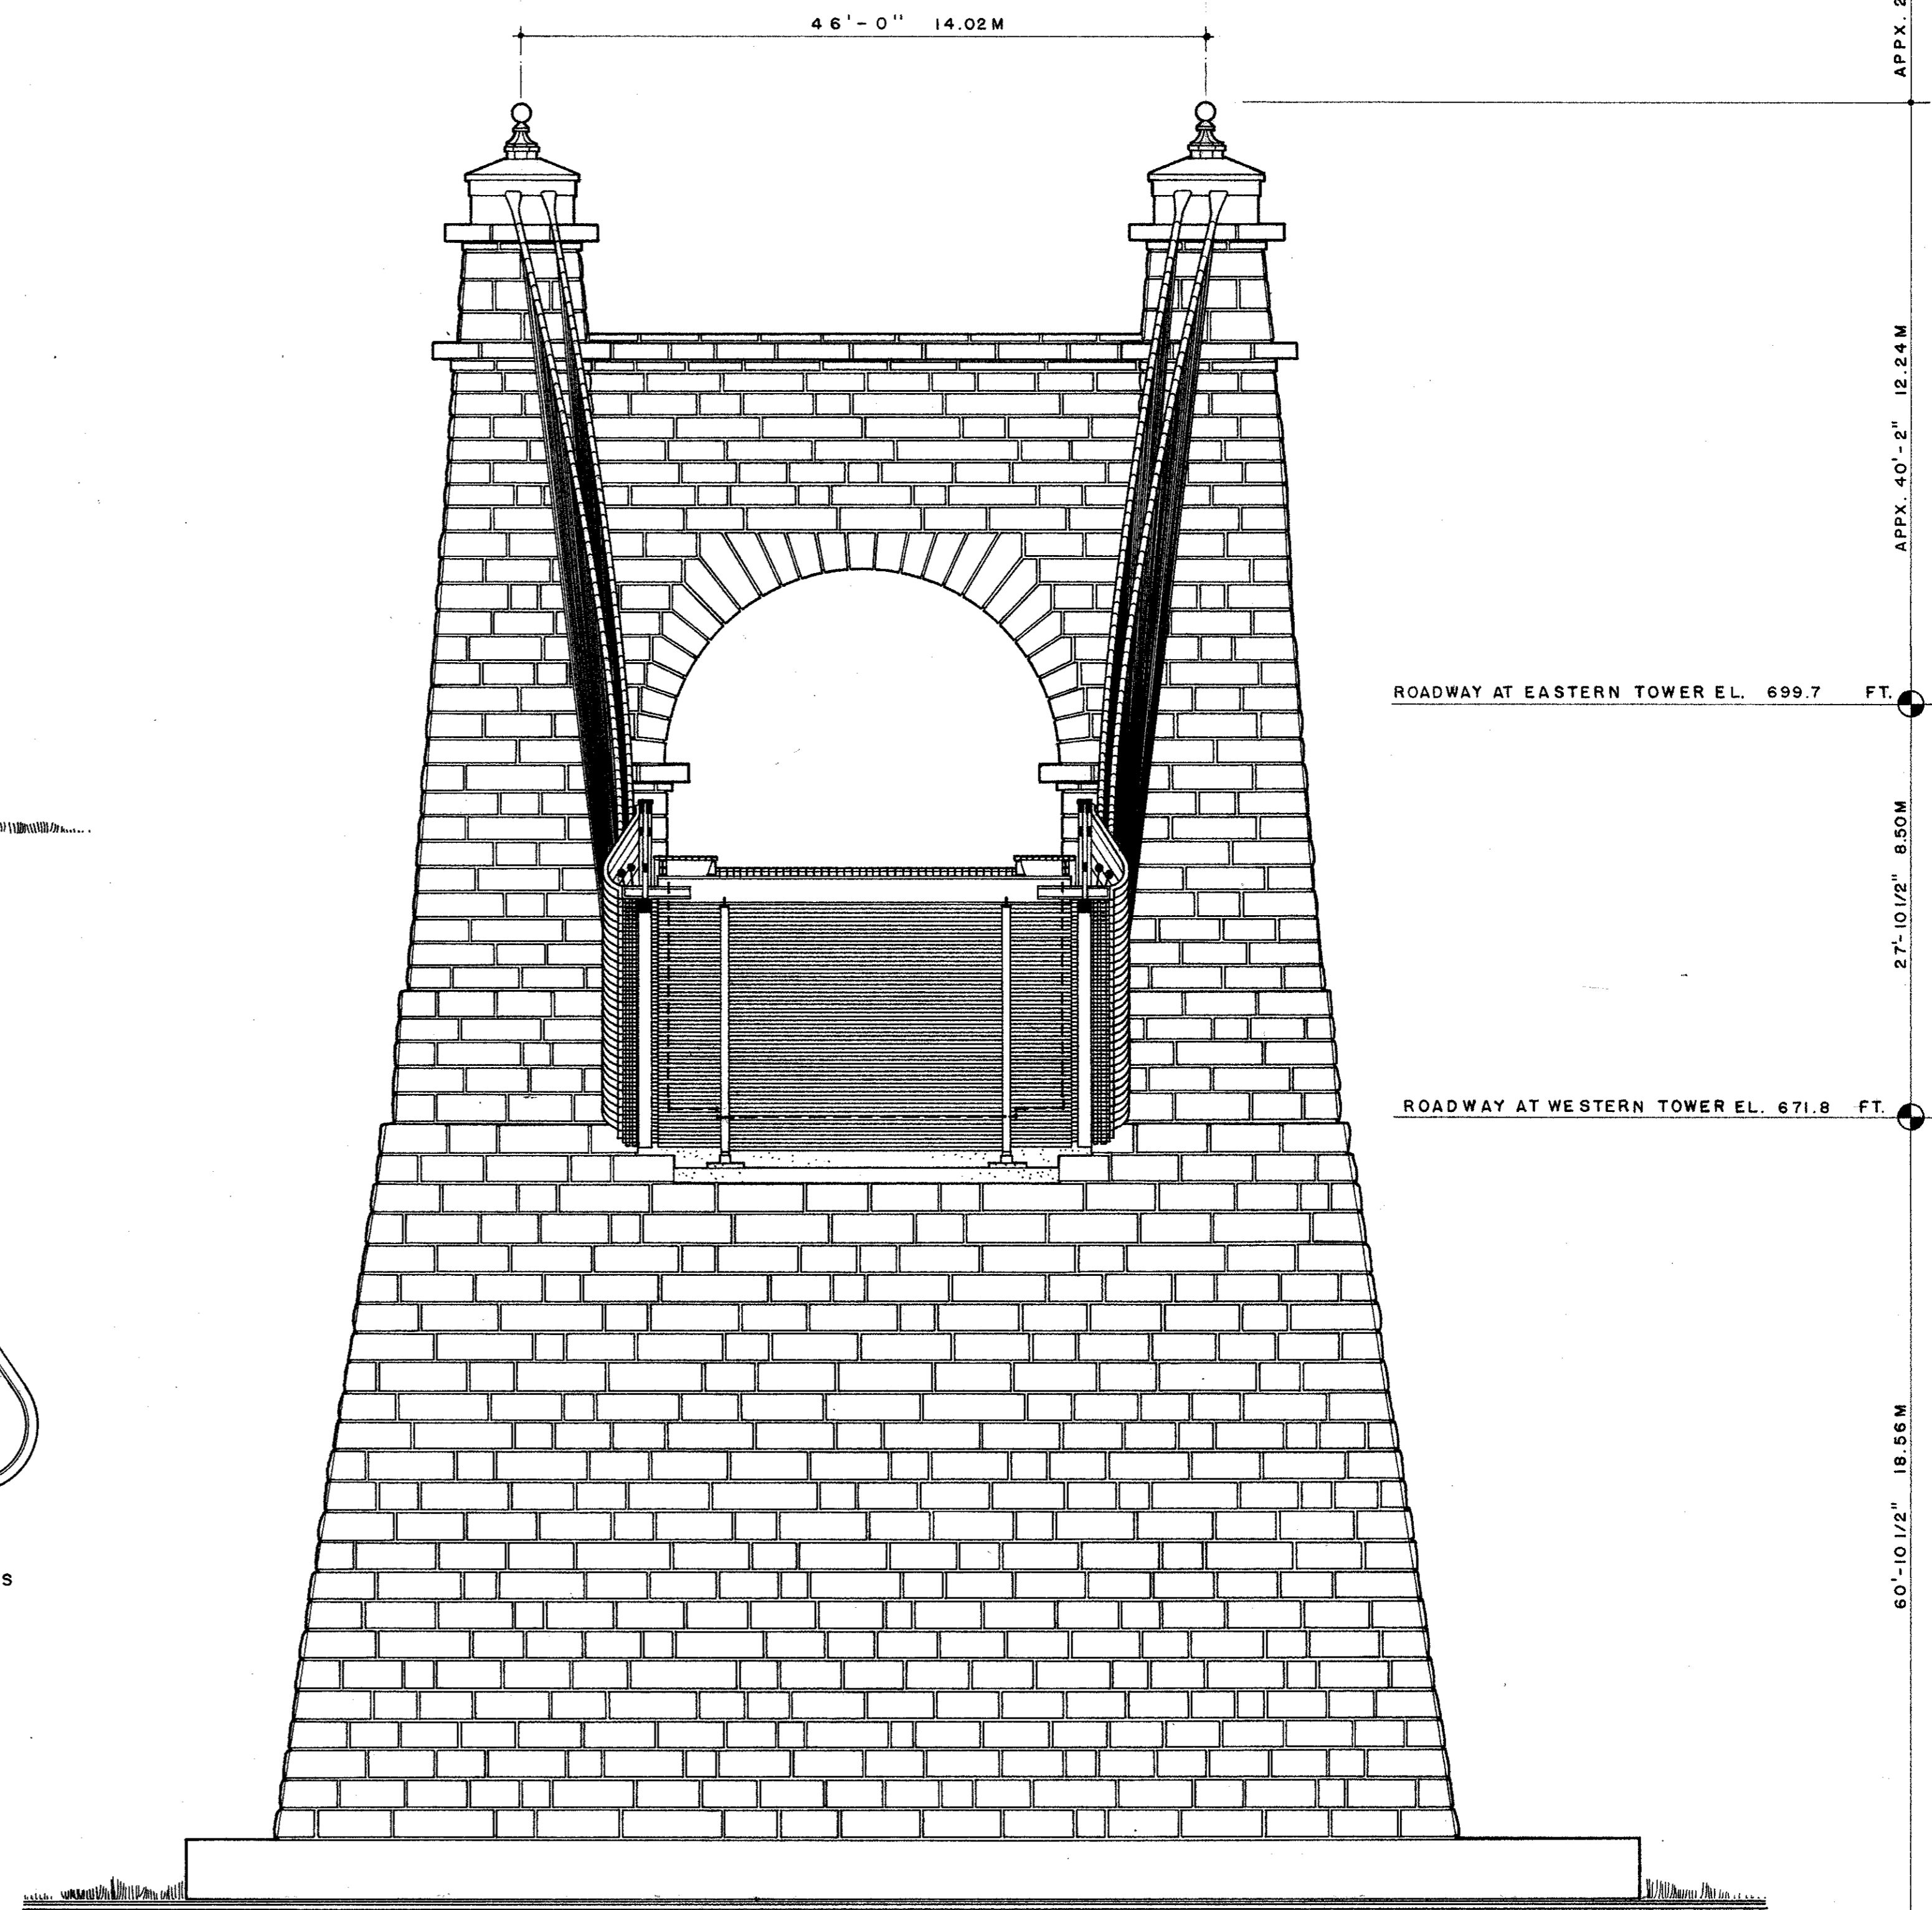 46'-0" 14.02M
APPX. 2
APPX. 40'-2" 12.24M
ROADWAY AT EASTERN TOWER EL. 699.7 FT.
27'-10 1/2" 8.50M
ROADWAY AT WESTERN TOWER EL. 671.8 FT.
60'-10 1/2" 18.56M
S